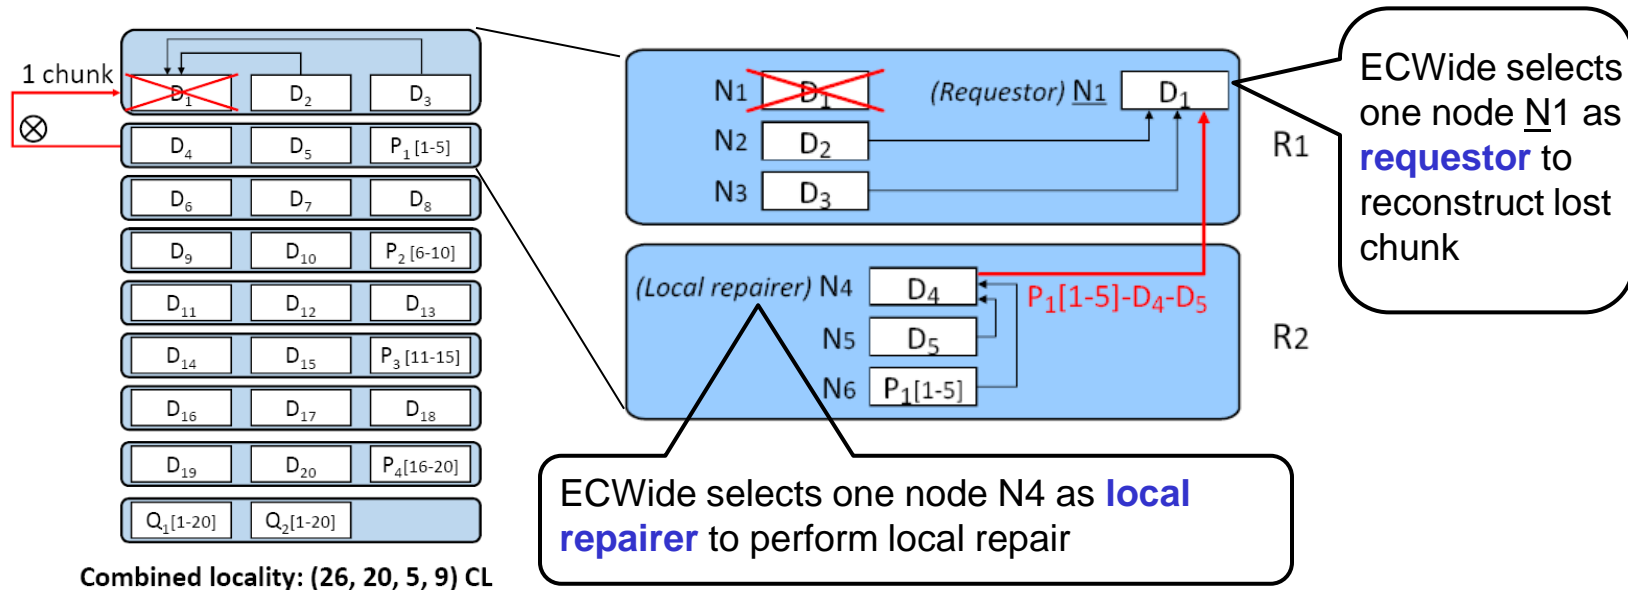 1 chunk
D₁ D₂ D₃
D₄ D₅ P₁ [1-5]
D₆ D₇ D₈
D₉ D₁₀ P₂ [6-10]
D₁₁ D₁₂ D₁₃
D₁₄ D₁₅ P₃ [11-15]
D₁₆ D₁₇ D₁₈
D₁₉ D₂₀ P₄[16-20]
Q₁[1-20] Q₂[1-20]
Combined locality: (26, 20, 5, 9) CL
N1 D₁ (Requestor) N1 D₁
N2 D₂
N3 D₃
R1
(Local repairer) N4 D₄
P₁[1-5]-D₄-D₅
N5 D₅
N6 P₁[1-5]
R2
ECWide selects
one node N1 as
requestor to
reconstruct lost
chunk
ECWide selects one node N4 as local
repairer to perform local repair